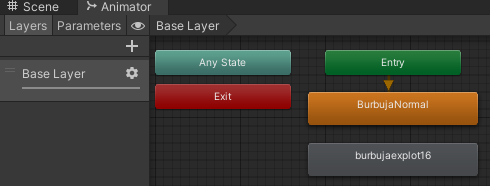 Scene Animator
Layers Parameters Base Layer
Base Layer
Any State
Entry
Exit
BurbujaNormal
burbujaexplot16